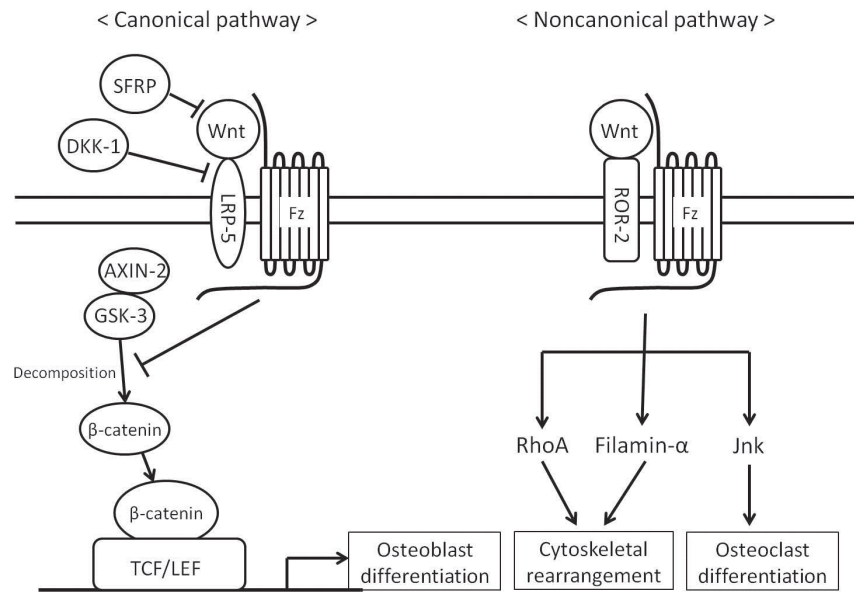 < Canonical pathway >
< Noncanonical pathway >
SFRP
Wnt
DKK-1
LRP-5
Fz
AXIN-2
GSK-3
Decomposition
β-catenin
β-catenin
TCF/LEF
Osteoblast
differentiation
Wnt
ROR-2
Fz
RhoA
Filamin-α
Jnk
Cytoskeletal
rearrangement
Osteoclast
differentiation